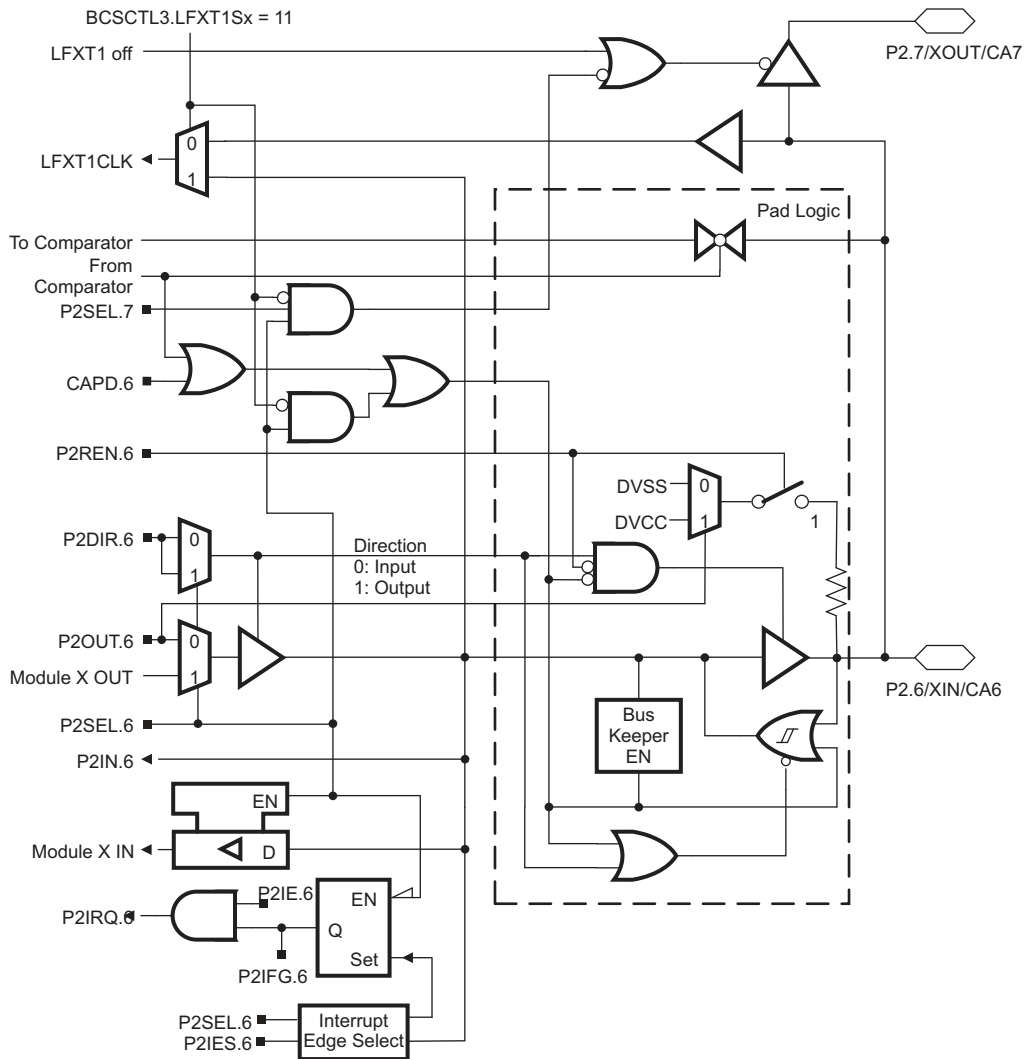 BCSCTL3.LFXT1Sx = 11
LFXT1 off
P2.7/XOUT/CA7
0
LFXT1CLK
1
Pad Logic
To Comparator
From
Comparator
P2SEL.7
CAPD.6
P2REN.6
DVSS
0
DVCC
1
1
P2DIR.6
0
1
Direction
0: Input
1: Output
P2OUT.6
0
Module X OUT
1
P2.6/XIN/CA6
P2SEL.6
Bus
Keeper
EN
P2IN.6
EN
Module X IN
D
P2IE.6
P2IRQ.6
EN
Q
Set
P2IFG.6
P2SEL.6
P2IES.6
Interrupt
Edge Select